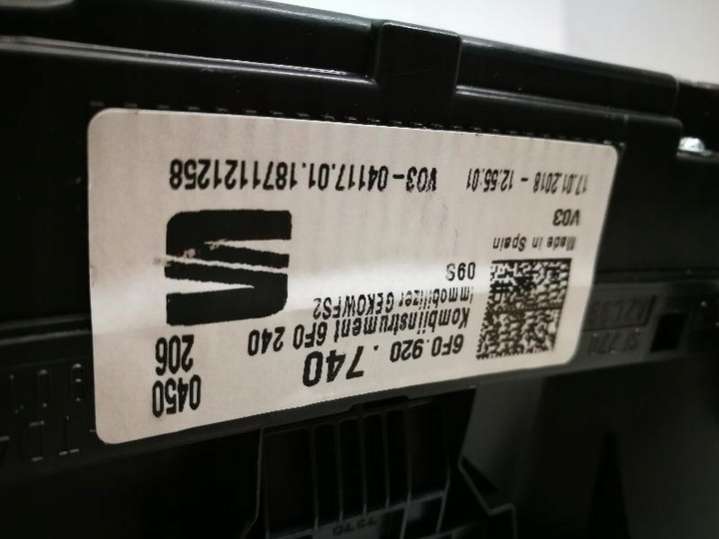 0450
206
6F0.920 . 740
Kombiinstrument 6F0 240
Immobilizer GEKOWFS2
09S
Made in Spain
V03
17.01.2018 - 12.55:01 V03-04117.01.1871121258